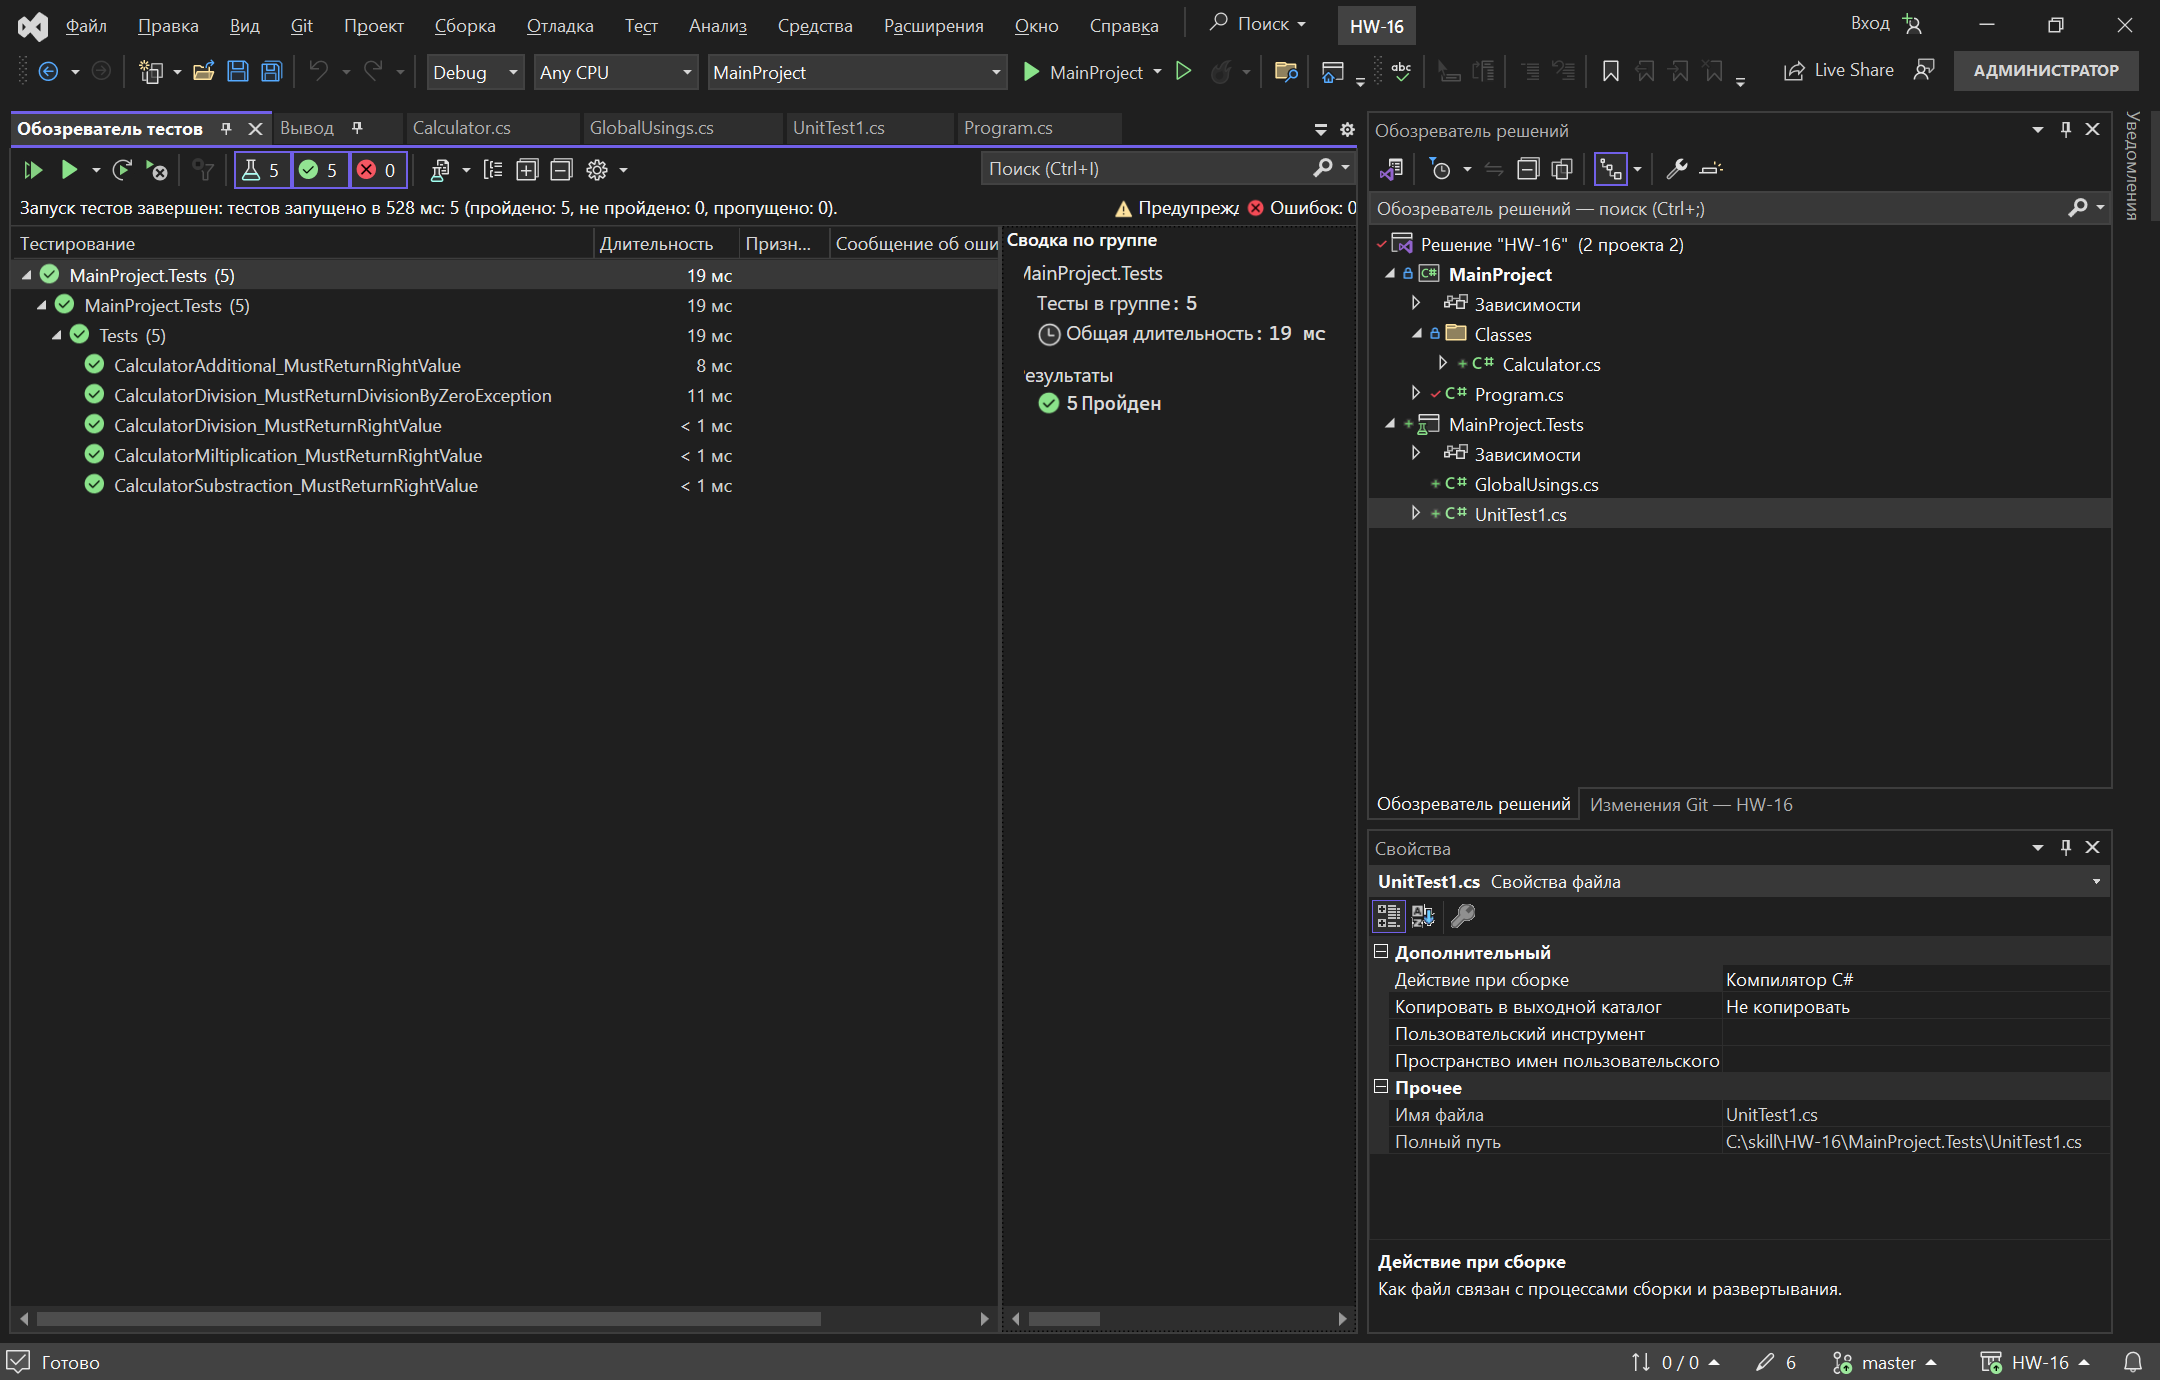 Файл Правка Вид Git Проект Сборка Отладка Тест Анализ Средства Расширения Окно Справка Поиск HW-16 Вход
Debug Any CPU MainProject MainProject Live Share АДМИНИСТРАТОР
Обозреватель тестов Вывод Calculator.cs GlobalUsings.cs UnitTest1.cs Program.cs
5 5 0 Поиск (Ctrl+I)
Запуск тестов завершен: тестов запущено в 528 мс: 5 (пройдено: 5, не пройдено: 0, пропущено: 0). Предупрежд Ошибок: 0
Тестирование Длительность Призн... Сообщение об оши
MainProject.Tests (5) 19 мс
MainProject.Tests (5) 19 мс
Tests (5) 19 мс
CalculatorAdditional_MustReturnRightValue 8 мс
CalculatorDivision_MustReturnDivisionByZeroException 11 мс
CalculatorDivision_MustReturnRightValue < 1 мс
CalculatorMiltiplication_MustReturnRightValue < 1 мс
CalculatorSubstraction_MustReturnRightValue < 1 мс
Сводка по группе
MainProject.Tests
Тесты в группе: 5
Общая длительность: 19 мс
езультаты
5 Пройден
Обозреватель решений
Обозреватель решений — поиск (Ctrl+;)
Решение "HW-16" (2 проекта 2)
MainProject
Зависимости
Classes
C# Calculator.cs
C# Program.cs
MainProject.Tests
Зависимости
C# GlobalUsings.cs
C# UnitTest1.cs
Обозреватель решений Изменения Git — HW-16
Уведомления
Свойства
UnitTest1.cs Свойства файла
Дополнительный
Действие при сборке Компилятор C#
Копировать в выходной каталог Не копировать
Пользовательский инструмент
Пространство имен пользовательского
Прочее
Имя файла UnitTest1.cs
Полный путь C:\skill\HW-16\MainProject.Tests\UnitTest1.cs
Действие при сборке
Как файл связан с процессами сборки и развертывания.
Готово 0 / 0 6 master HW-16